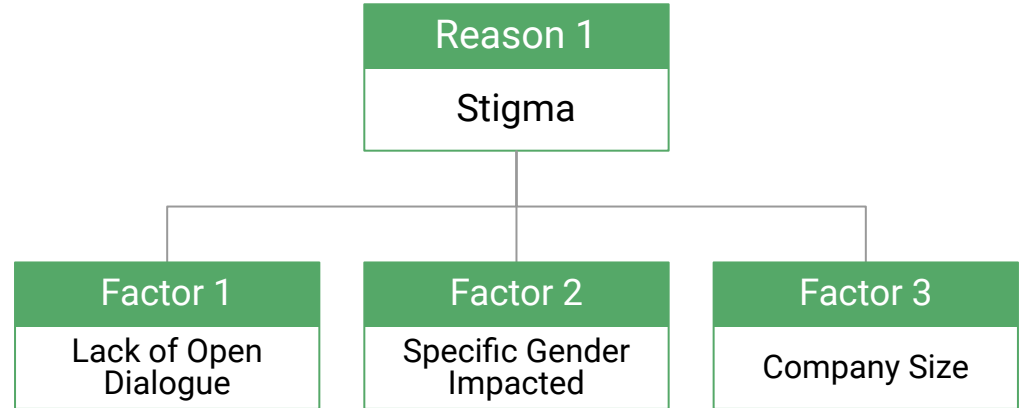 Reason 1
Stigma
Factor 1
Lack of Open
Dialogue
Factor 2
Specific Gender
Impacted
Factor 3
Company Size